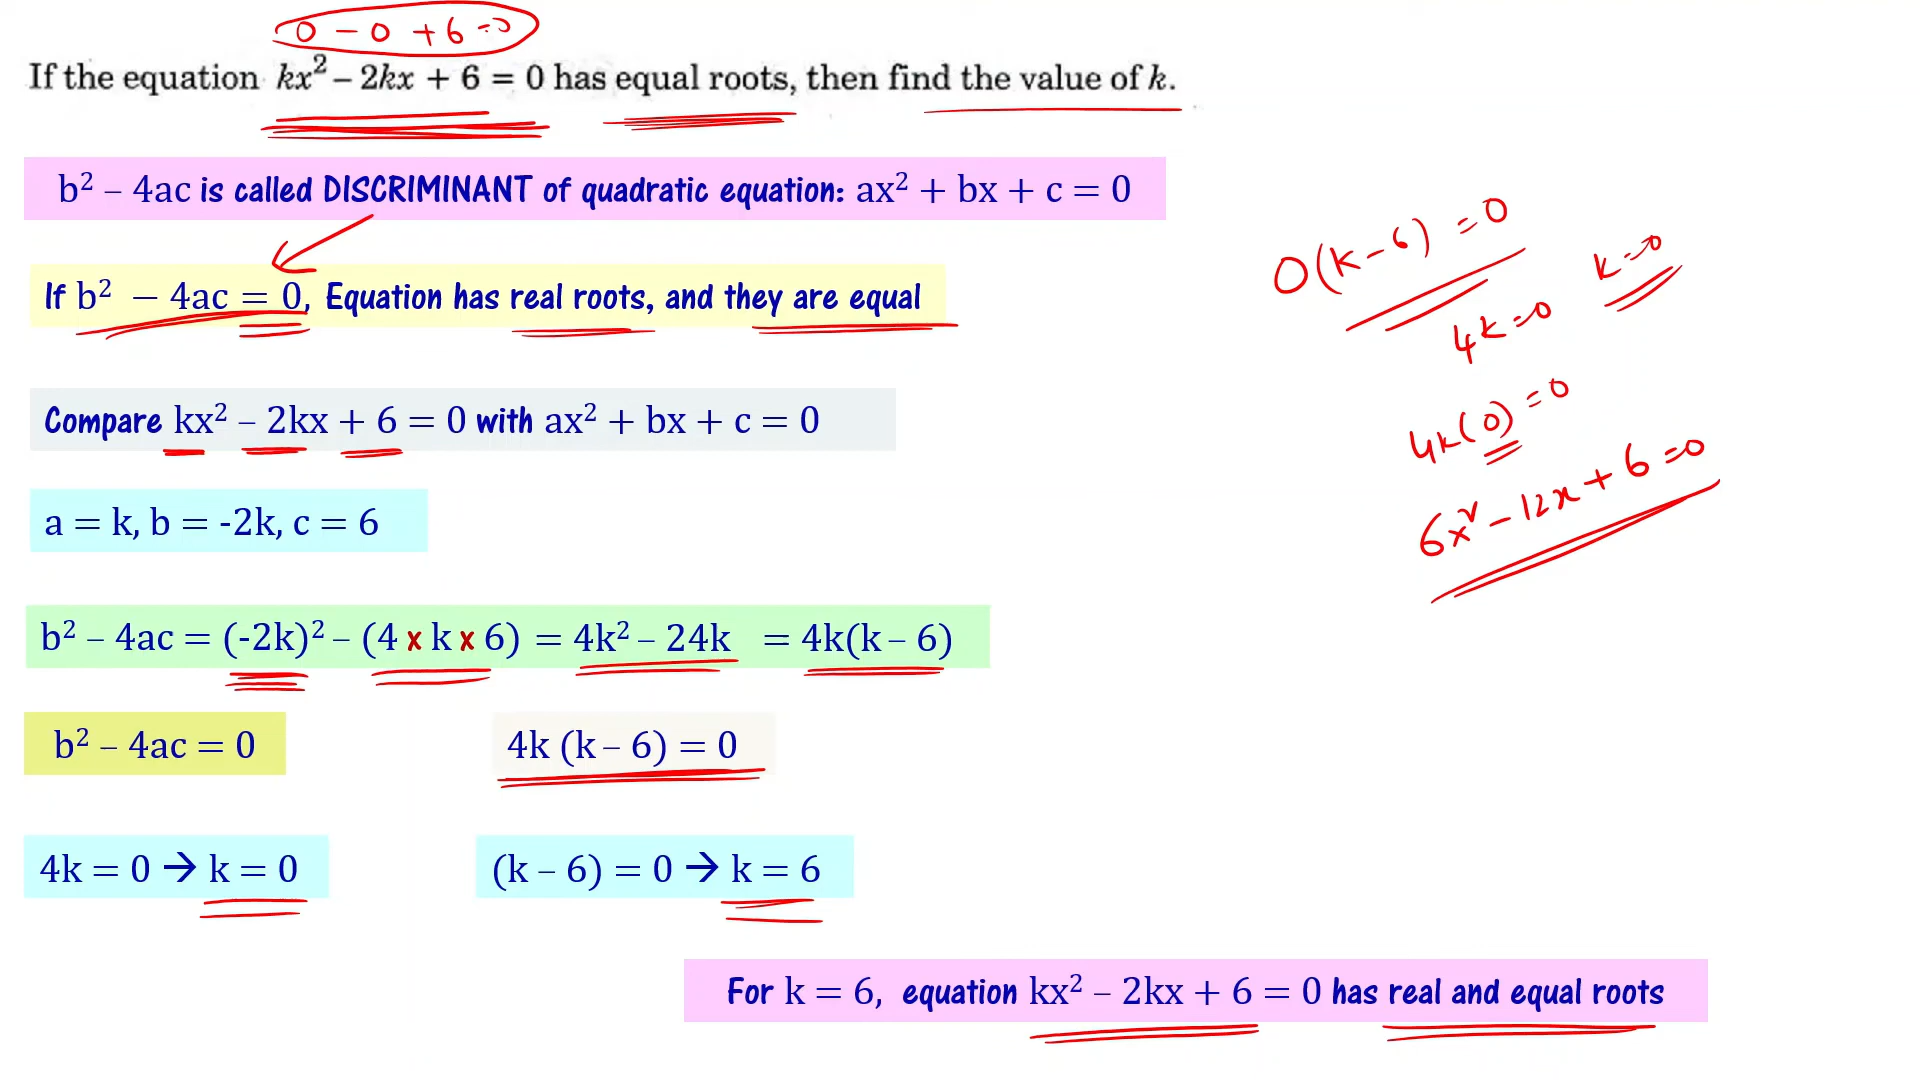 0 - 0 + 6 = 0
If the equation kx² – 2kx + 6 = 0 has equal roots, then find the value of k.
b² – 4ac is called DISCRIMINANT of quadratic equation: ax² + bx + c = 0
If b² – 4ac = 0, Equation has real roots, and they are equal
0(k-6) = 0
k=0
4k=0
Compare kx² – 2kx + 6 = 0 with ax² + bx + c = 0
4k(0) = 0
6x² - 12x + 6 = 0
a = k, b = -2k, c = 6
b² – 4ac = (-2k)² – (4 × k × 6) = 4k² – 24k = 4k(k – 6)
b² – 4ac = 0
4k (k – 6) = 0
4k = 0 → k = 0
(k – 6) = 0 → k = 6
For k = 6, equation kx² – 2kx + 6 = 0 has real and equal roots